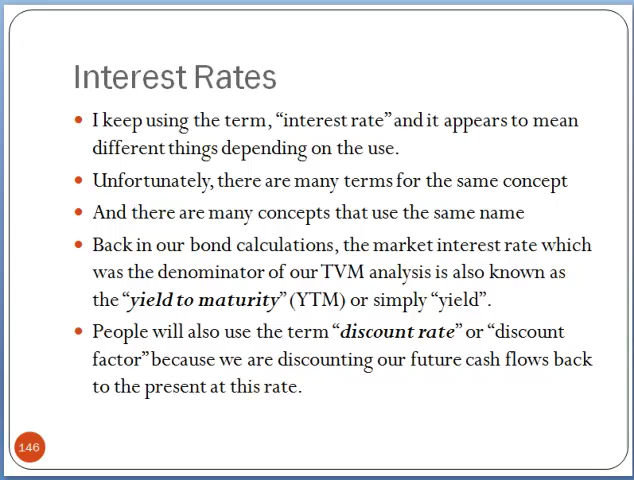 Interest Rates
• I keep using the term, “interest rate” and it appears to mean
different things depending on the use.
• Unfortunately, there are many terms for the same concept
• And there are many concepts that use the same name
• Back in our bond calculations, the market interest rate which
was the denominator of our TVM analysis is also known as
the “yield to maturity” (YTM) or simply “yield”.
• People will also use the term “discount rate” or “discount
factor” because we are discounting our future cash flows back
to the present at this rate.
146